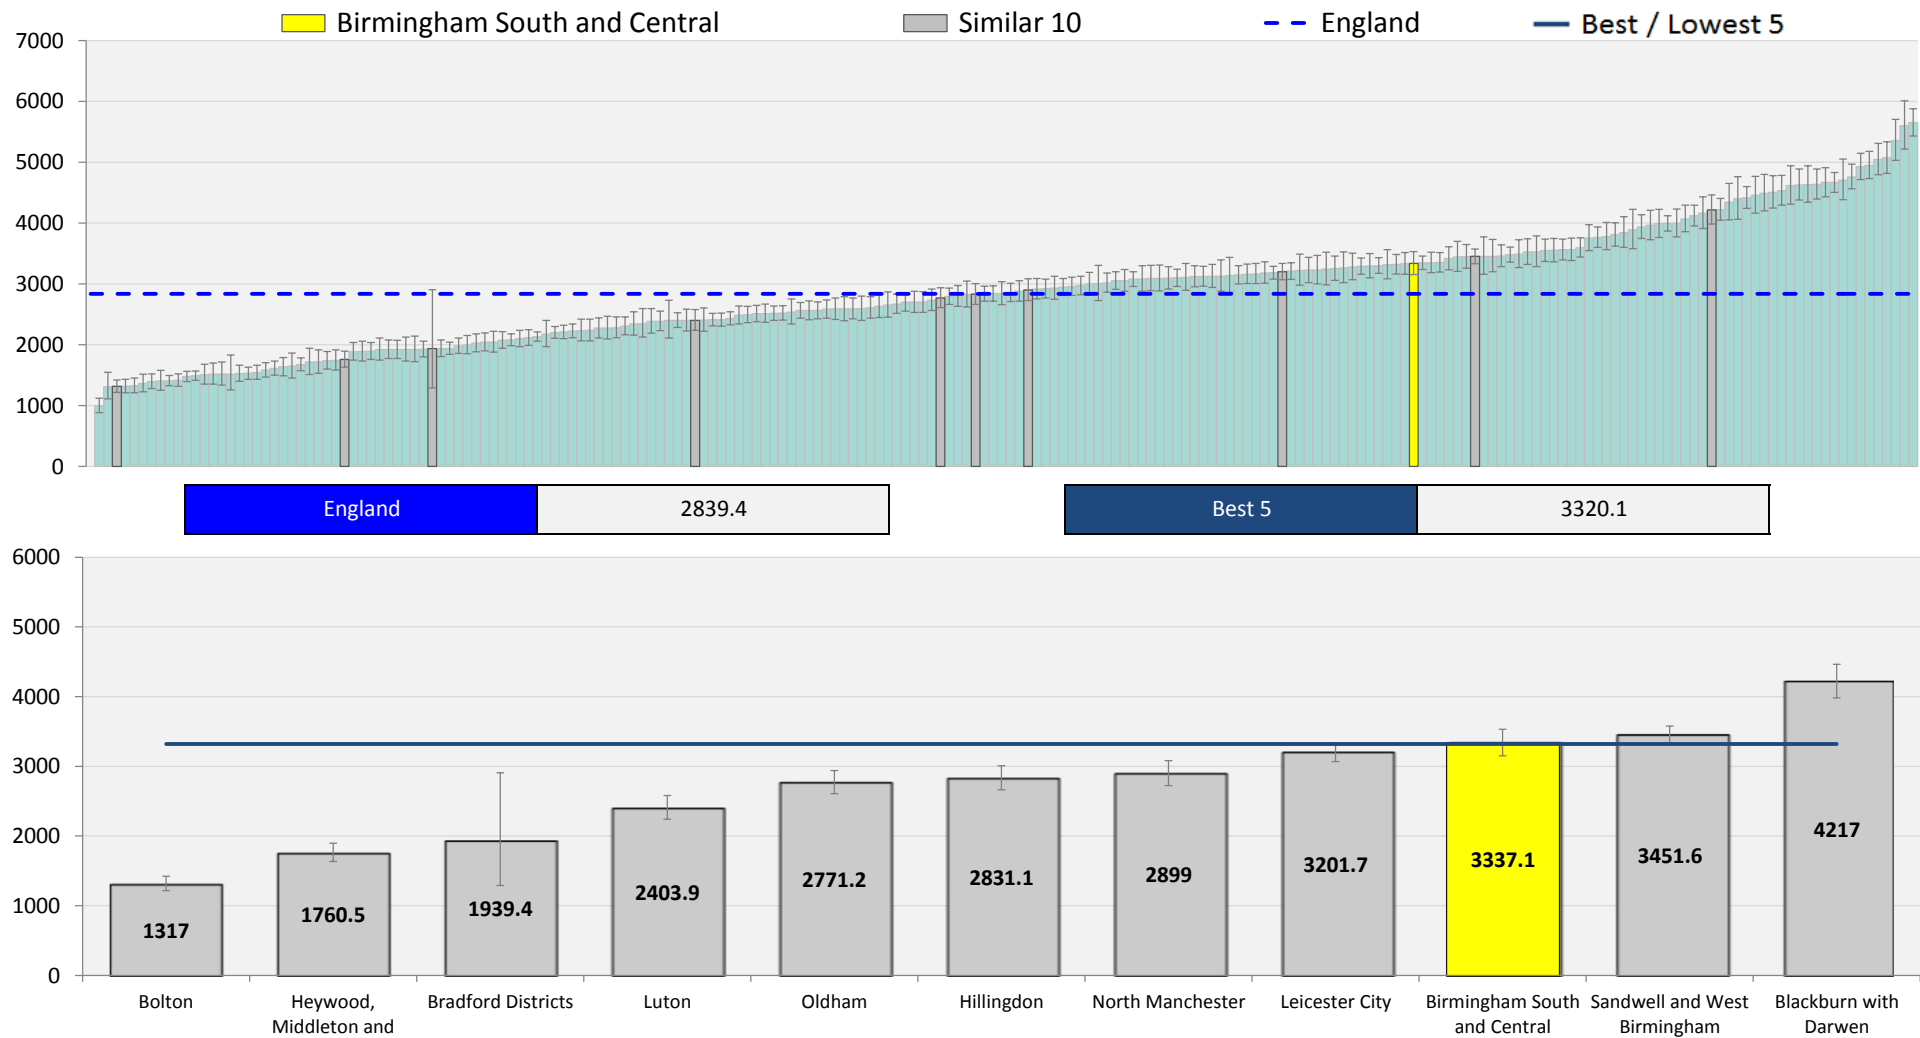 Birmingham South and Central
Similar 10
England
Best / Lowest 5
7000
6000
5000
4000
3000
2000
1000
0
England
2839.4
Best 5
3320.1
6000
5000
4000
3000
2000
1000
0
1317
1760.5
1939.4
2403.9
2771.2
2831.1
2899
3201.7
3337.1
3451.6
4217
Bolton
Heywood,
Middleton and
Bradford Districts
Luton
Oldham
Hillingdon
North Manchester
Leicester City
Birmingham South
and Central
Sandwell and West
Birmingham
Blackburn with
Darwen